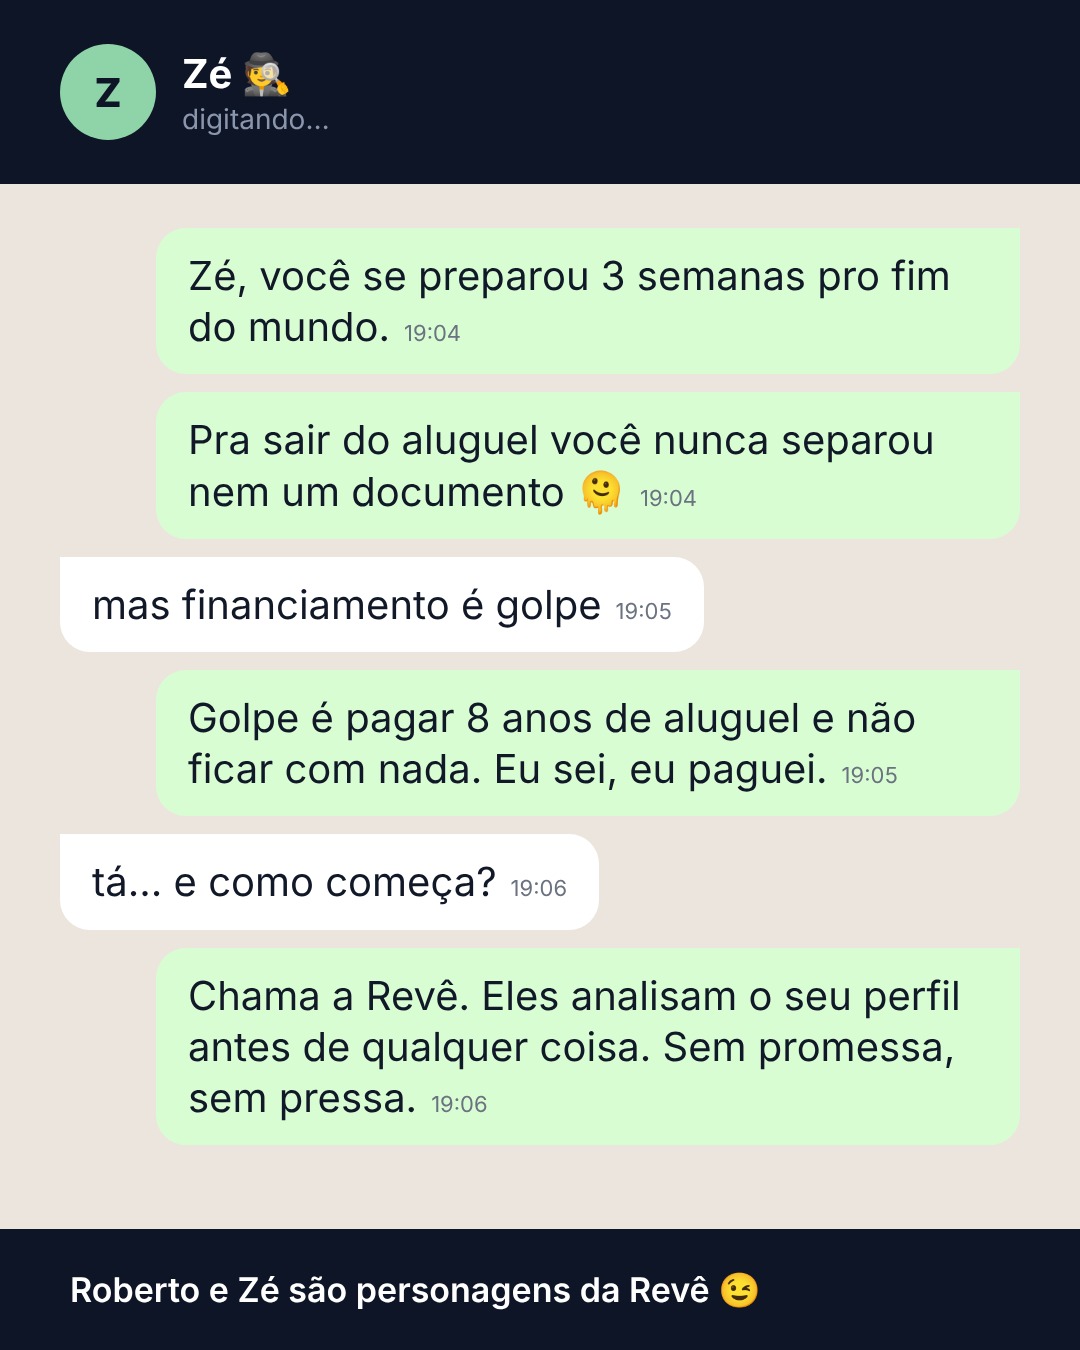 Z
Zé 🕵️
digitando...
Zé, você se preparou 3 semanas pro fim
do mundo. 19:04
Pra sair do aluguel você nunca separou
nem um documento 🫠 19:04
mas financiamento é golpe 19:05
Golpe é pagar 8 anos de aluguel e não
ficar com nada. Eu sei, eu paguei. 19:05
tá... e como começa? 19:06
Chama a Revê. Eles analisam o seu perfil
antes de qualquer coisa. Sem promessa,
sem pressa. 19:06
Roberto e Zé são personagens da Revê 😉